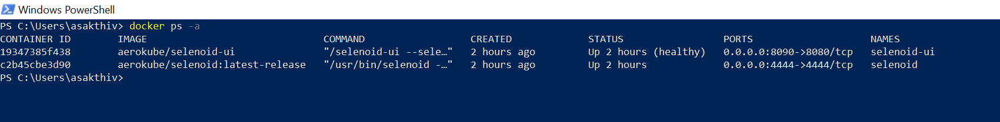 Windows PowerShell
PS C:\Users\asakthiv> docker ps -a
CONTAINER ID        IMAGE                              COMMAND                  CREATED             STATUS                 PORTS                    NAMES
19347385f438        aerokube/selenoid-ui               "/selenoid-ui --sele…"   2 hours ago         Up 2 hours (healthy)   0.0.0.0:8090->8080/tcp   selenoid-ui
c2b45cbe3d90        aerokube/selenoid:latest-release   "/usr/bin/selenoid -…"   2 hours ago         Up 2 hours             0.0.0.0:4444->4444/tcp   selenoid
PS C:\Users\asakthiv>